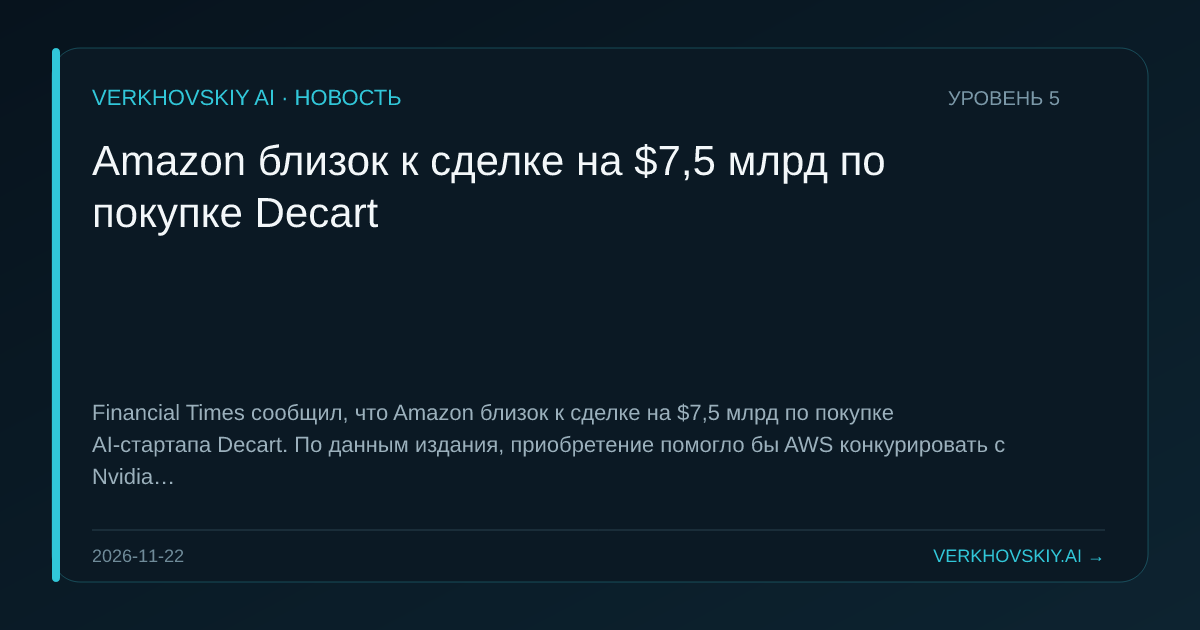 VERKHOVSKIY AI · НОВОСТЬ
УРОВЕНЬ 5
Amazon близок к сделке на $7,5 млрд по
покупке Decart
Financial Times сообщил, что Amazon близок к сделке на $7,5 млрд по покупке
AI-стартапа Decart. По данным издания, приобретение помогло бы AWS конкурировать с
Nvidia…
2026-11-22
VERKHOVSKIY.AI →